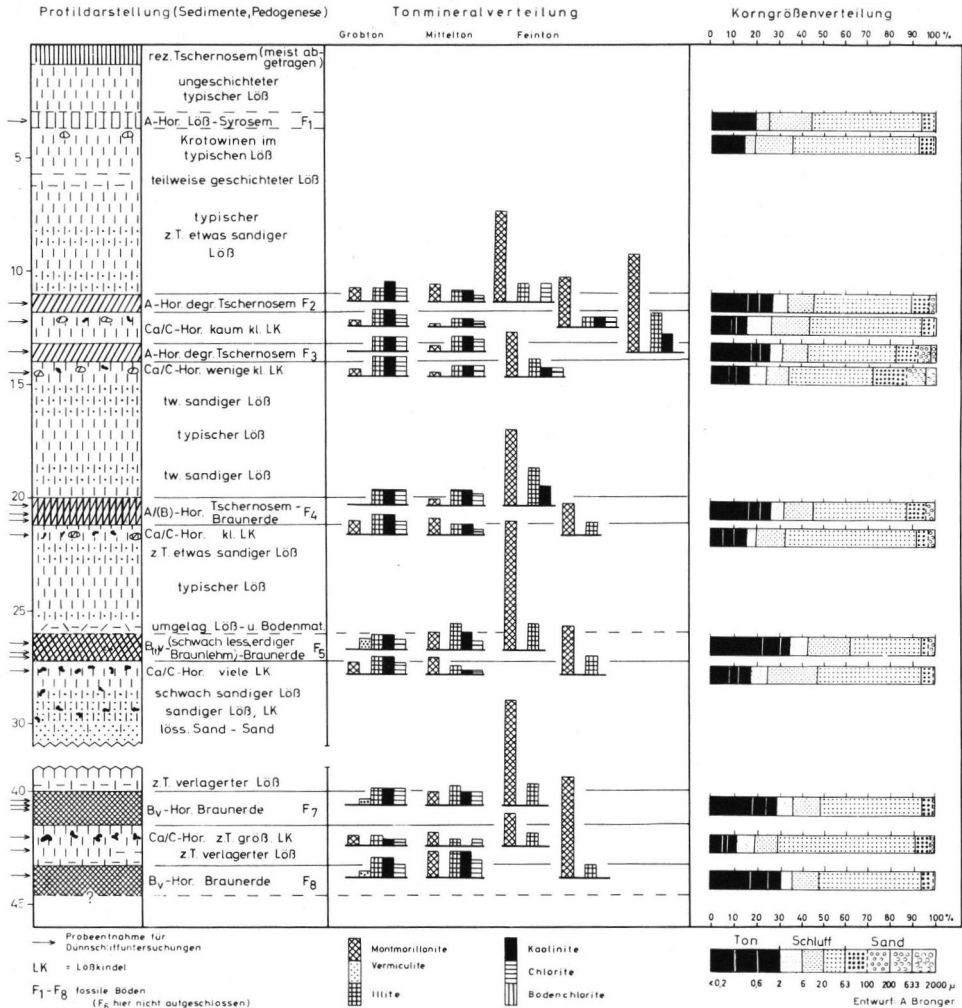 Profildarstellung (Sedimente, Pedogenese)
Tonmineralverteilung
Korngrößenverteilung
Grobton Mittelton Feinton
0 10 20 30 40 50 60 70 80 90 100 %
rez. Tschernosem (meist ab-
getragen)
ungeschichteter
typischer Löß
A-Hor. Löß-Syrosem F1
Krotowinen im
typischen Löß
5
teilweise geschichteter Löß
typischer
z.T. etwas sandiger
Löß
10
A-Hor. degr. Tschernosem F2
Ca/C-Hor. kaum kl. LK
A-Hor. degr. Tschernosem F3
Ca/C-Hor. wenige kl. LK
15
tw. sandiger Löß
typischer Löß
tw. sandiger Löß
20
A/(B)-Hor. Tschernosem-
Braunerde F4
Ca/C-Hor. kl. LK
z.T. etwas sandiger Löß
typischer Löß
25
umgelag. Löß- u. Bodenmat.
(schwach less. erdiger
Braunlehm)-Braunerde F5
Ca/C-Hor. viele LK
schwach sandiger Löß
sandiger Löß, LK
löss. Sand - Sand
30
z.T. verlagerter Löß
40
Bv-Hor. Braunerde F7
Ca/C-Hor. z.T. größ. LK
z.T. verlagerter Löß
Bv-Hor. Braunerde F8
?
45
0 10 20 30 40 50 60 70 80 90 100%
Ton Schluff Sand
<0,2 0,6 2 6 20 63 100 200 633 2000 µ
Probeentnahme für
Dünnschliffuntersuchungen
LK = Lößkindel
F1-F8 fossile Böden
(F6 hier nicht aufgeschlossen)
Montmorillonite
Vermiculite
Illite
Kaolinite
Chlorite
Bodenchlorite
Entwurf: A Bronger